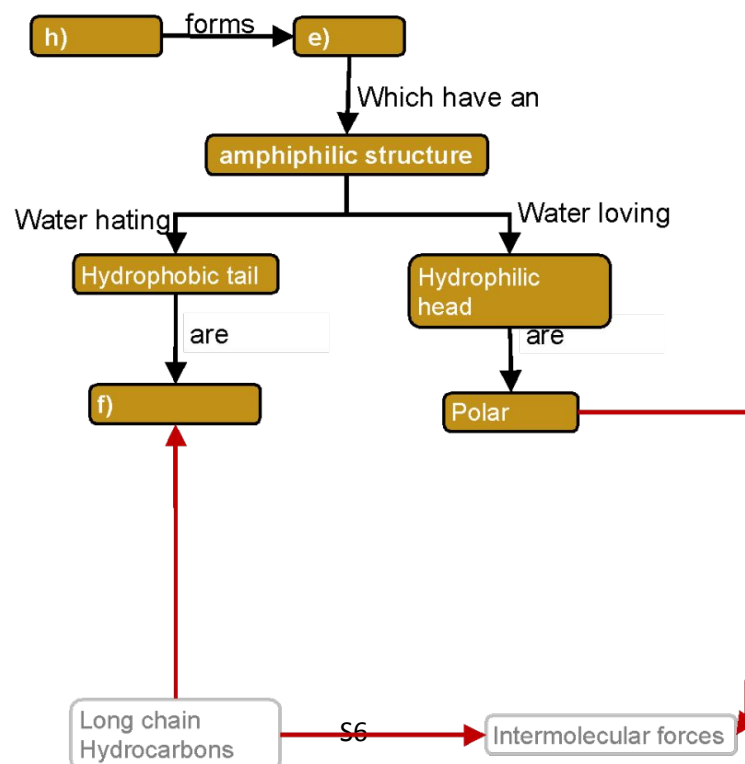 h)
forms
e)
Which have an
amphiphilic structure
Water hating
Water loving
Hydrophobic tail
Hydrophilic
head
are
are
f)
Polar
Long chain
Hydrocarbons
S6
Intermolecular forces